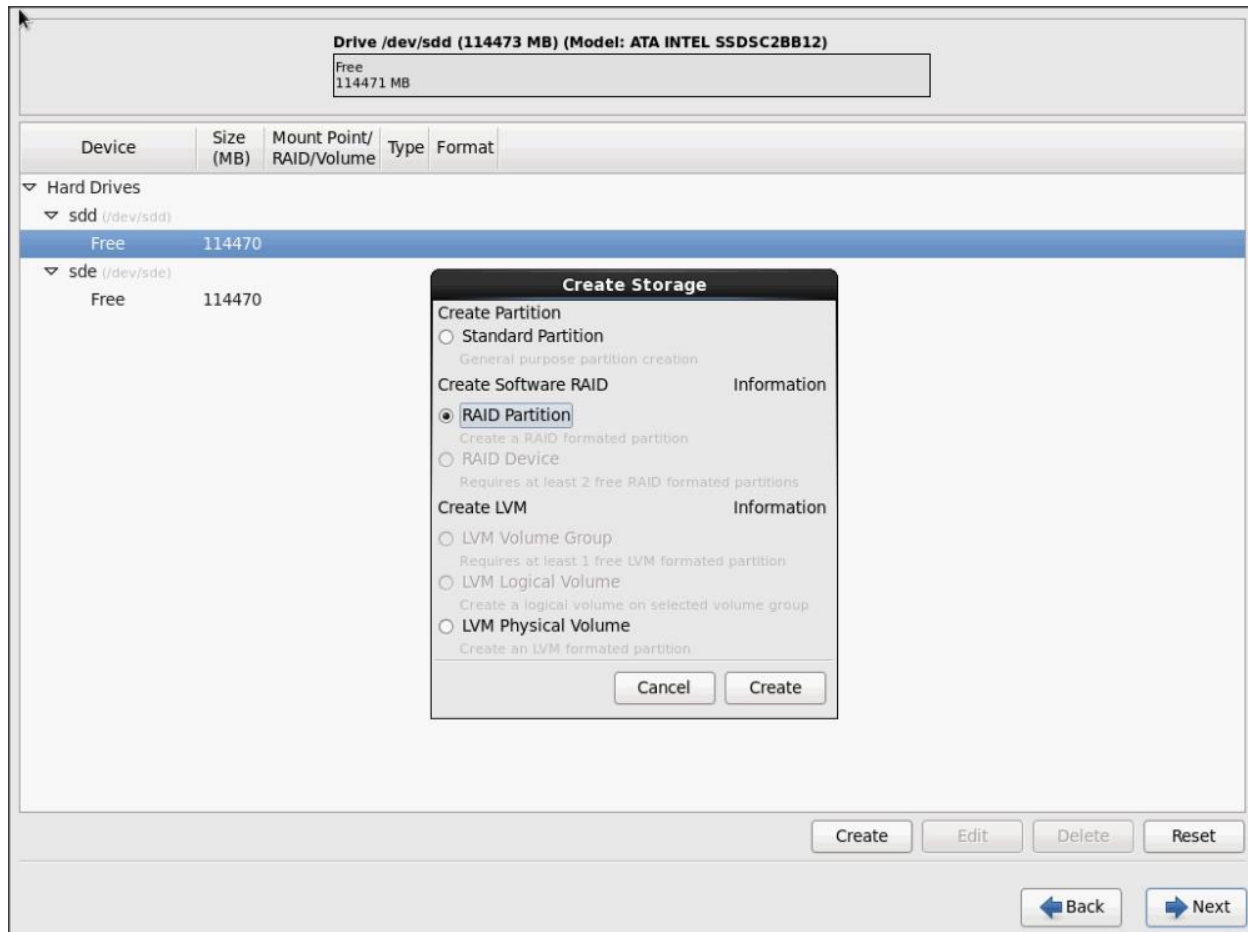 Drive /dev/sdd (114473 MB) (Model: ATA INTEL SSDSC2BB12)
Free
114471 MB
Device Size (MB) Mount Point/ RAID/Volume Type Format
Hard Drives
sdd (/dev/sdd)
Free 114470
sde (/dev/sde)
Free 114470
Create Storage
Create Partition
Standard Partition
General purpose partition creation
Create Software RAID Information
RAID Partition
Create a RAID formated partition
RAID Device
Requires at least 2 free RAID formated partitions
Create LVM Information
LVM Volume Group
Requires at least 1 free LVM formated partition
LVM Logical Volume
Create a logical volume on selected volume group
LVM Physical Volume
Create an LVM formated partition
Cancel Create
Create Edit Delete Reset
Back Next